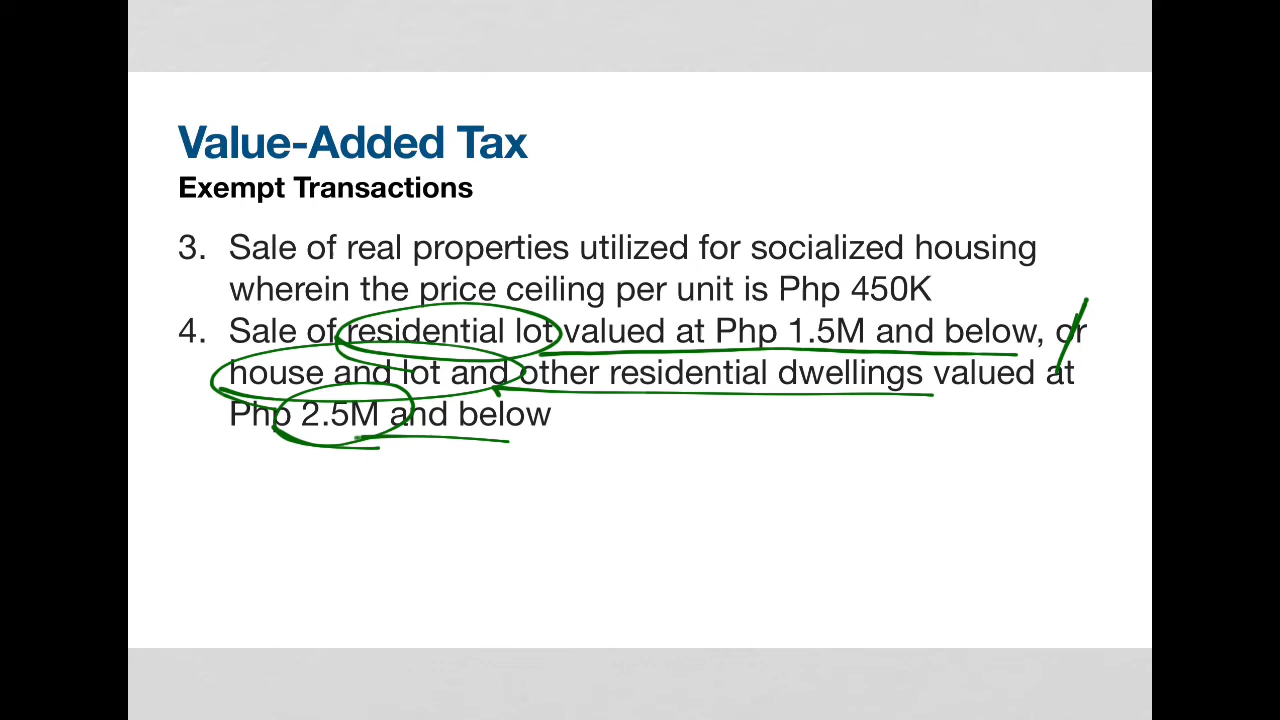 Value-Added Tax
Exempt Transactions
3. Sale of real properties utilized for socialized housing
wherein the price ceiling per unit is Php 450K
4. Sale of residential lot valued at Php 1.5M and below, or
house and lot and other residential dwellings valued at
Php 2.5M and below